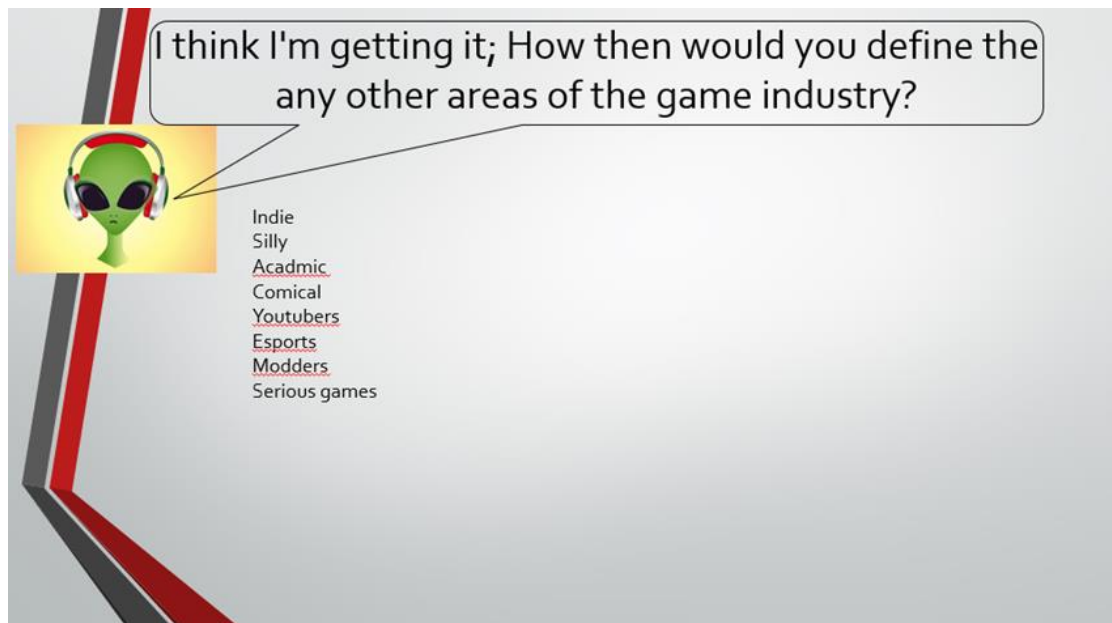 I think I'm getting it; How then would you define the
any other areas of the game industry?
Indie
Silly
Acadmic
Comical
Youtubers
Esports
Modders
Serious games